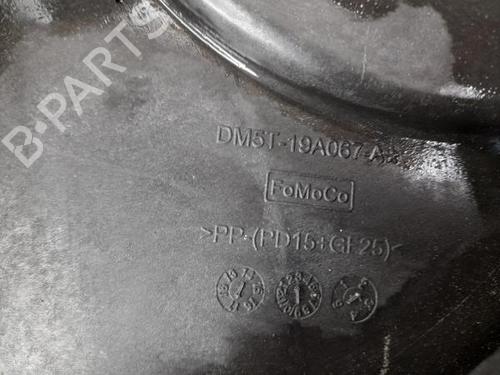 B-PARTS
DM5T-19A067-A
FoMoCo
>PP-(PD15+GF25)<